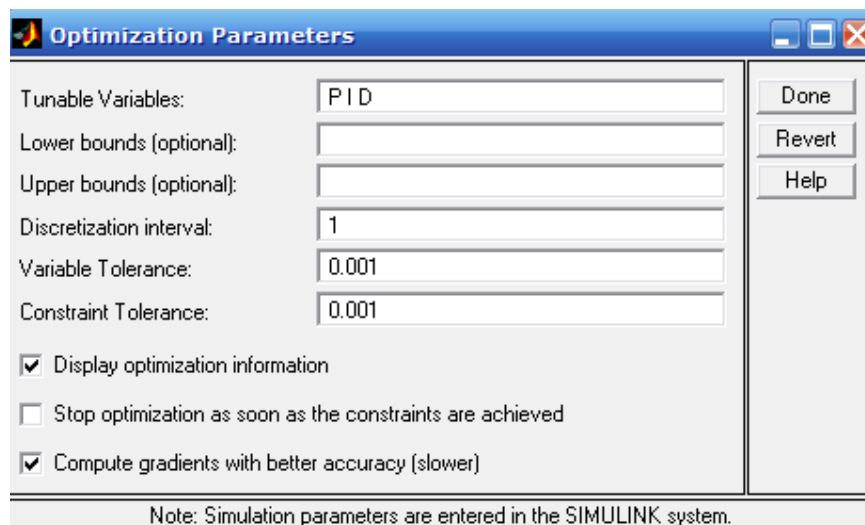 Optimization Parameters
Tunable Variables: P I D
Lower bounds (optional):
Upper bounds (optional):
Discretization interval: 1
Variable Tolerance: 0.001
Constraint Tolerance: 0.001
Display optimization information
Stop optimization as soon as the constraints are achieved
Compute gradients with better accuracy (slower)
Done
Revert
Help
Note: Simulation parameters are entered in the SIMULINK system.